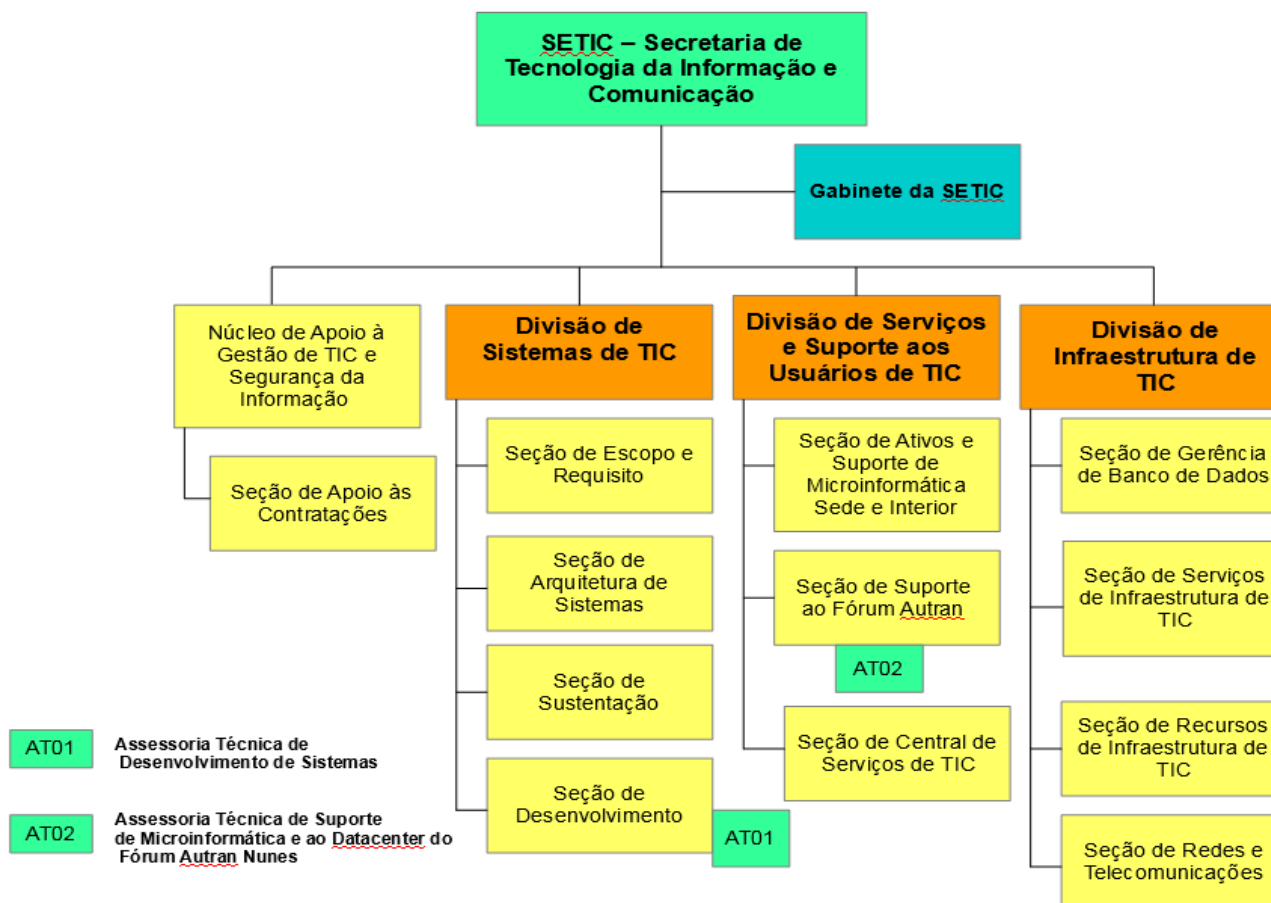 SETIC – Secretaria de
Tecnologia da Informação e
Comunicação
Gabinete da SETIC
Núcleo de Apoio à
Gestão de TIC e
Segurança da
Informação
Seção de Apoio às
Contratações
Divisão de
Sistemas de TIC
Seção de Escopo e
Requisito
Seção de
Arquitetura de
Sistemas
Seção de
Sustentação
Seção de
Desenvolvimento
AT01
Divisão de Serviços
e Suporte aos
Usuários de TIC
Seção de Ativos e
Suporte de
Microinformática
Sede e Interior
Seção de Suporte
ao Fórum Autran
AT02
Seção de Central de
Serviços de TIC
Divisão de
Infraestrutura de
TIC
Seção de Gerência
de Banco de Dados
Seção de Serviços
de Infraestrutura de
TIC
Seção de Recursos
de Infraestrutura de
TIC
Seção de Redes e
Telecomunicações
AT01
Assessoria Técnica de
Desenvolvimento de Sistemas
AT02
Assessoria Técnica de Suporte
de Microinformática e ao Datacenter do
Fórum Autran Nunes